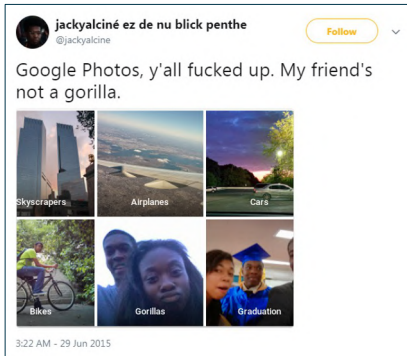 jackyalciné ez de nu blick penthe
@jackyalcine
Follow
Google Photos, y'all fucked up. My friend's
not a gorilla.
Skyscrapers
Airplanes
Cars
Bikes
Gorillas
Graduation
3:22 AM - 29 Jun 2015